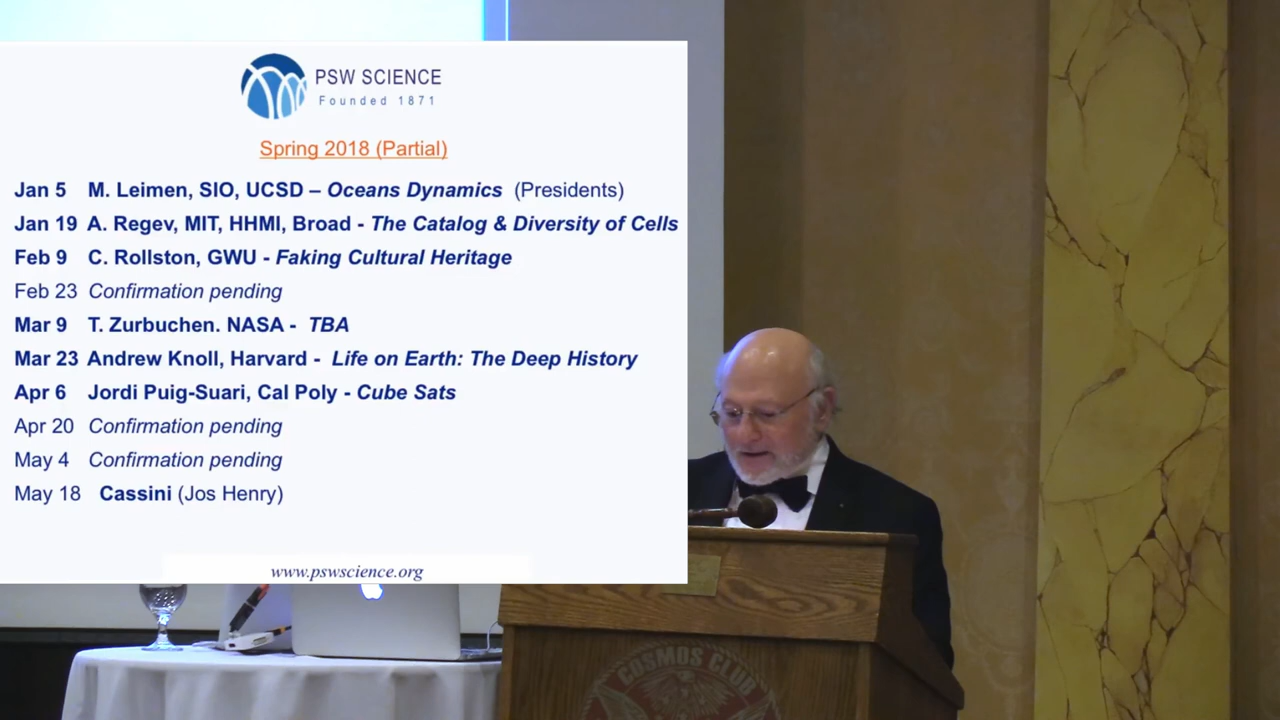 PSW SCIENCE
Founded 1871
Spring 2018 (Partial)
Jan 5 M. Leimen, SIO, UCSD – Oceans Dynamics (Presidents)
Jan 19 A. Regev, MIT, HHMI, Broad - The Catalog & Diversity of Cells
Feb 9 C. Rollston, GWU - Faking Cultural Heritage
Feb 23 Confirmation pending
Mar 9 T. Zurbuchen. NASA - TBA
Mar 23 Andrew Knoll, Harvard - Life on Earth: The Deep History
Apr 6 Jordi Puig-Suari, Cal Poly - Cube Sats
Apr 20 Confirmation pending
May 4 Confirmation pending
May 18 Cassini (Jos Henry)
www.pswscience.org
COSMOS CLUB